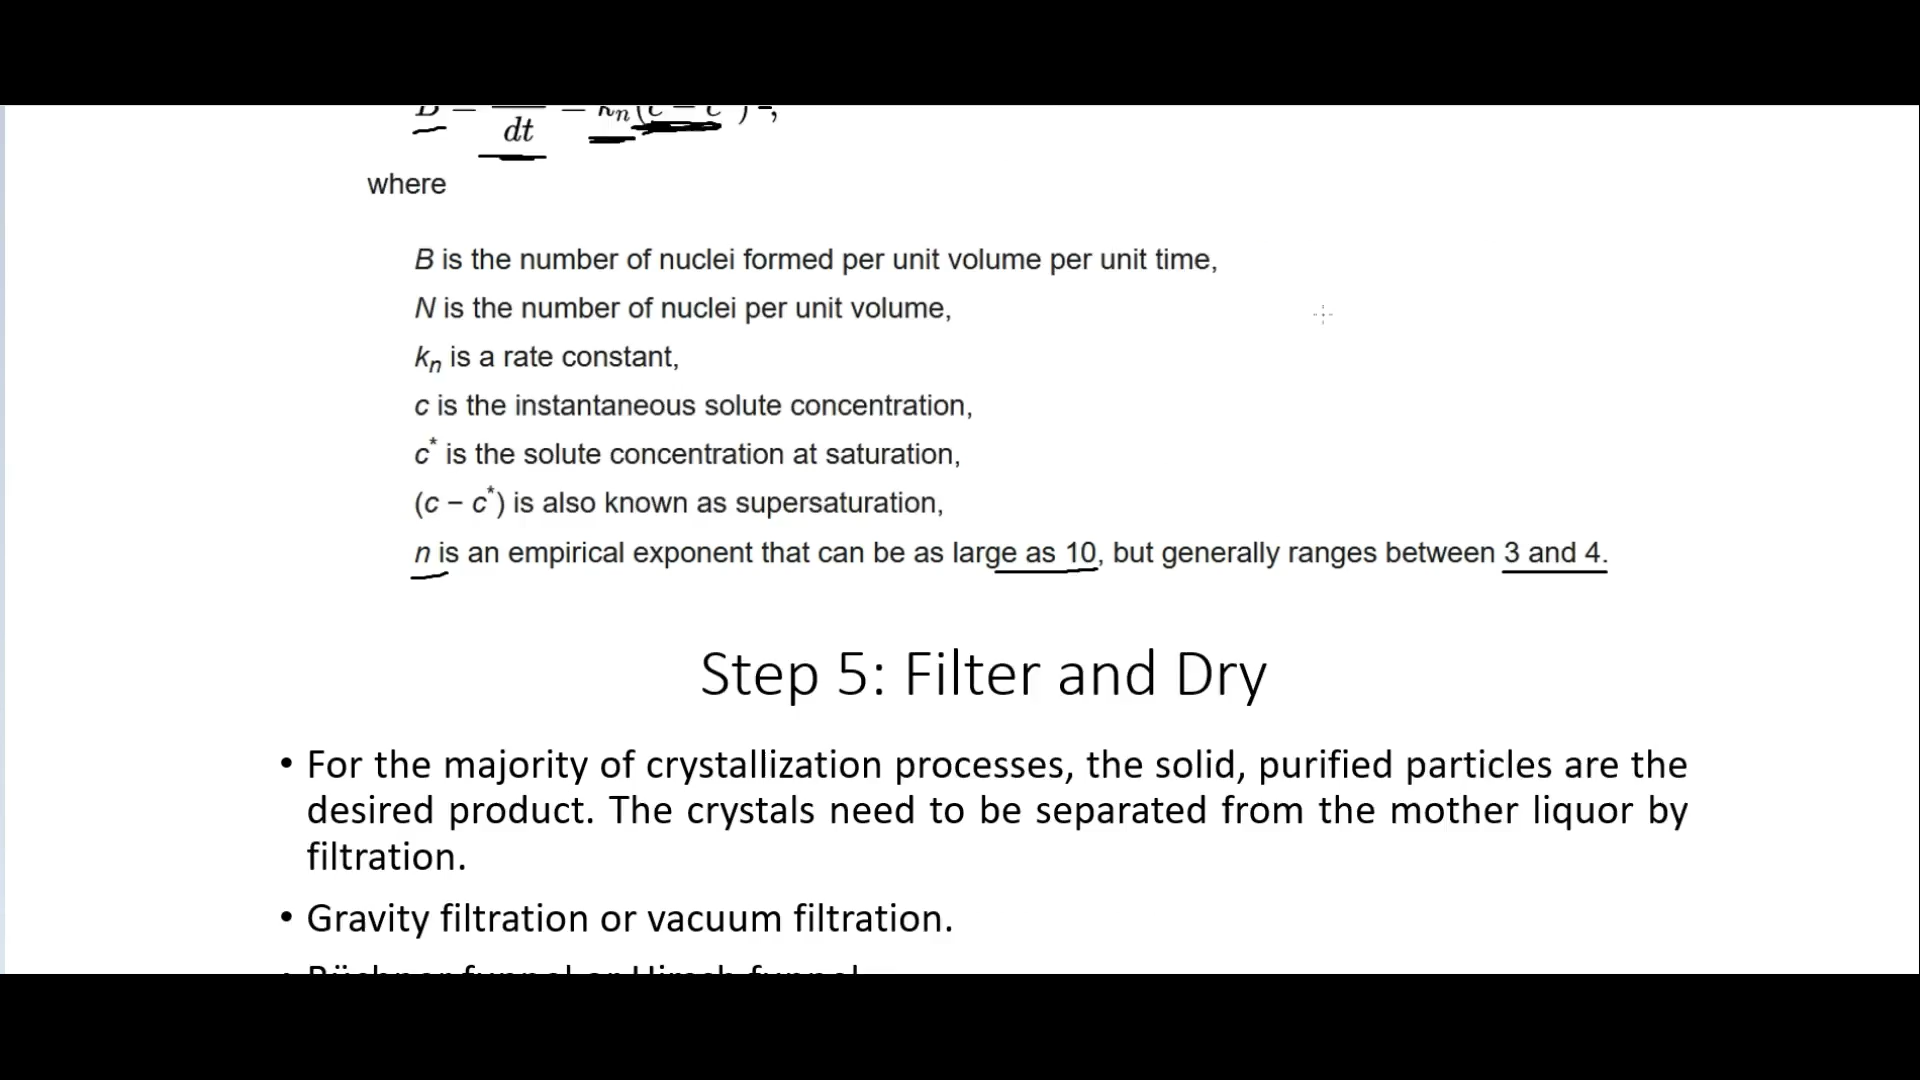 dt
where
B is the number of nuclei formed per unit volume per unit time,
N is the number of nuclei per unit volume,
kn is a rate constant,
c is the instantaneous solute concentration,
c* is the solute concentration at saturation,
(c − c*) is also known as supersaturation,
n is an empirical exponent that can be as large as 10, but generally ranges between 3 and 4.
Step 5: Filter and Dry
• For the majority of crystallization processes, the solid, purified particles are the
desired product. The crystals need to be separated from the mother liquor by
filtration.
• Gravity filtration or vacuum filtration.